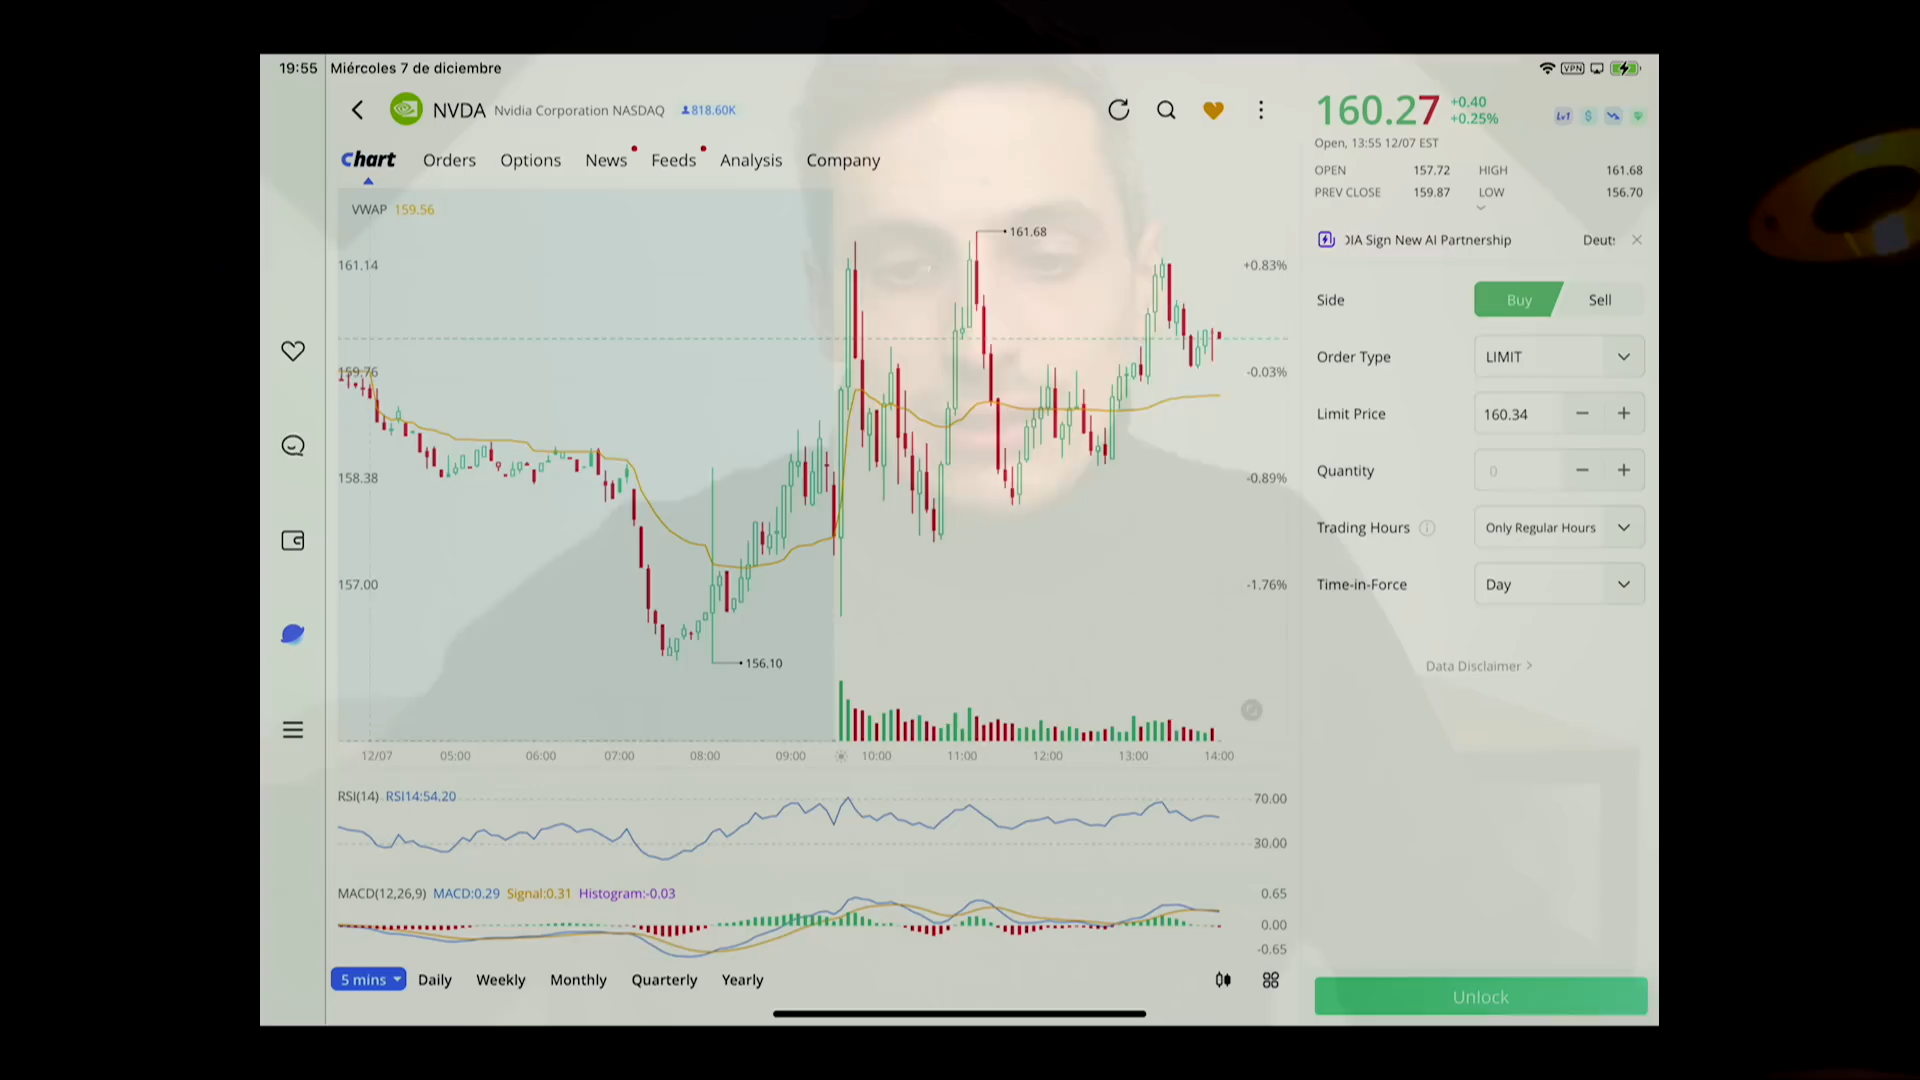 19:55 Miércoles 7 de diciembre
VPN
NVDA Nvidia Corporation NASDAQ 818.60K
160.27 +0.40 +0.25%
Lv1 $
Open, 13:55 12/07 EST
OPEN 157.72 HIGH 161.68
PREV CLOSE 159.87 LOW 156.70
Chart Orders Options News Feeds Analysis Company
VWAP 159.56
161.68
161.14 +0.83%
159.76 -0.03%
158.38 -0.89%
157.00 -1.76%
156.10
12/07 05:00 06:00 07:00 08:00 09:00 10:00 11:00 12:00 13:00 14:00
RSI(14) RSI14:54.20
70.00
30.00
MACD(12,26,9) MACD:0.29 Signal:0.31 Histogram:-0.03
0.65
0.00
-0.65
5 mins Daily Weekly Monthly Quarterly Yearly
DIA Sign New AI Partnership Deuts
Side Buy Sell
Order Type LIMIT
Limit Price 160.34 − +
Quantity 0 − +
Trading Hours Only Regular Hours
Time-in-Force Day
Data Disclaimer >
Unlock